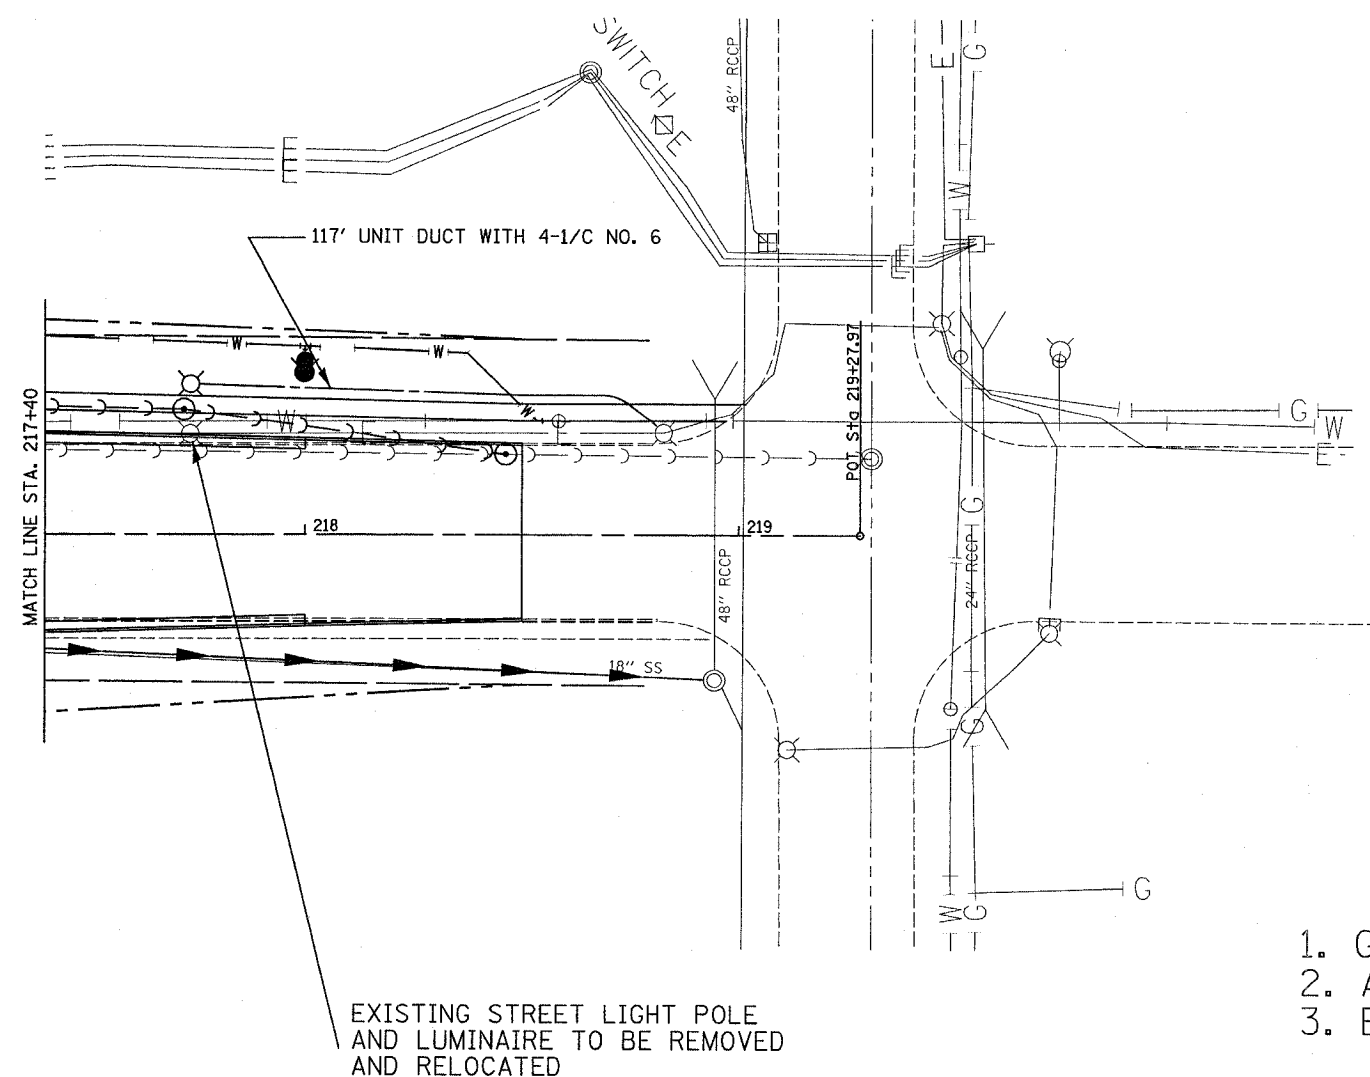 SWITCH E
48" RCCP
E
G
E
W
117' UNIT DUCT WITH 4-1/C NO. 6
E
W
W
MATCH LINE STA. 217+40
W
W
POT Sta 219+27.97
G
W
E
218
219
G
48" RCCP
24" RCCP
18" SS
G
G
W
G
1. G
2. A
3. E
EXISTING STREET LIGHT POLE
AND LUMINAIRE TO BE REMOVED
AND RELOCATED